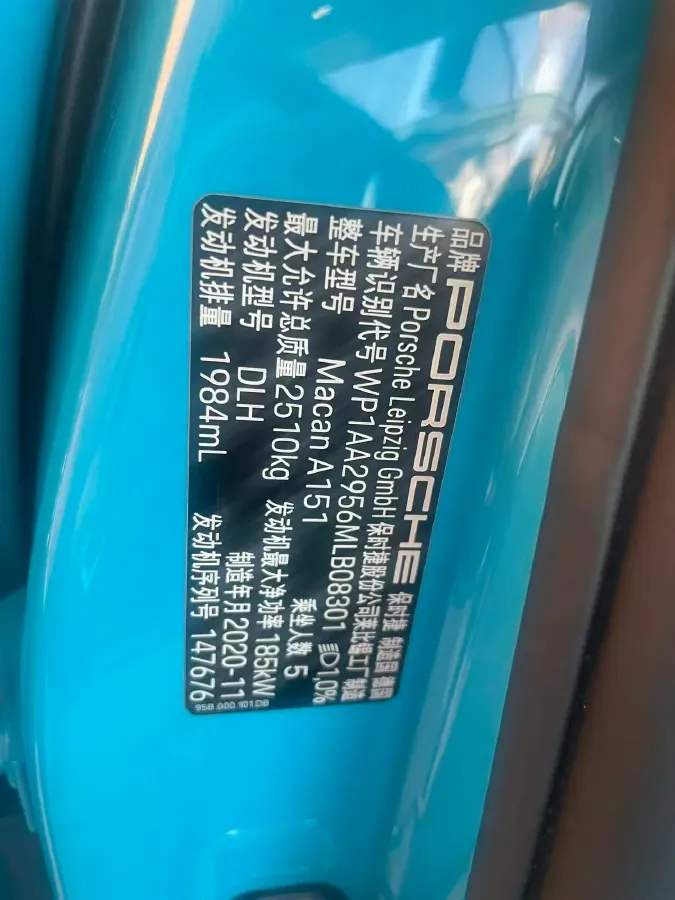 品牌 PORSCHE 保时捷 制造国 德国
生产厂名 Porsche Leipzig GmbH 保时捷股份公司莱比锡工厂 制造
车辆识别代号 WP1AA2956MLB08301 1,0%
整车型号 Macan A151 乘坐人数 5
最大允许总质量 2510kg 发动机最大净功率 185kW
发动机型号 DLH 制造年月 2020-11
发动机排量 1984mL 发动机序列号 147676
95B.000.101.DB